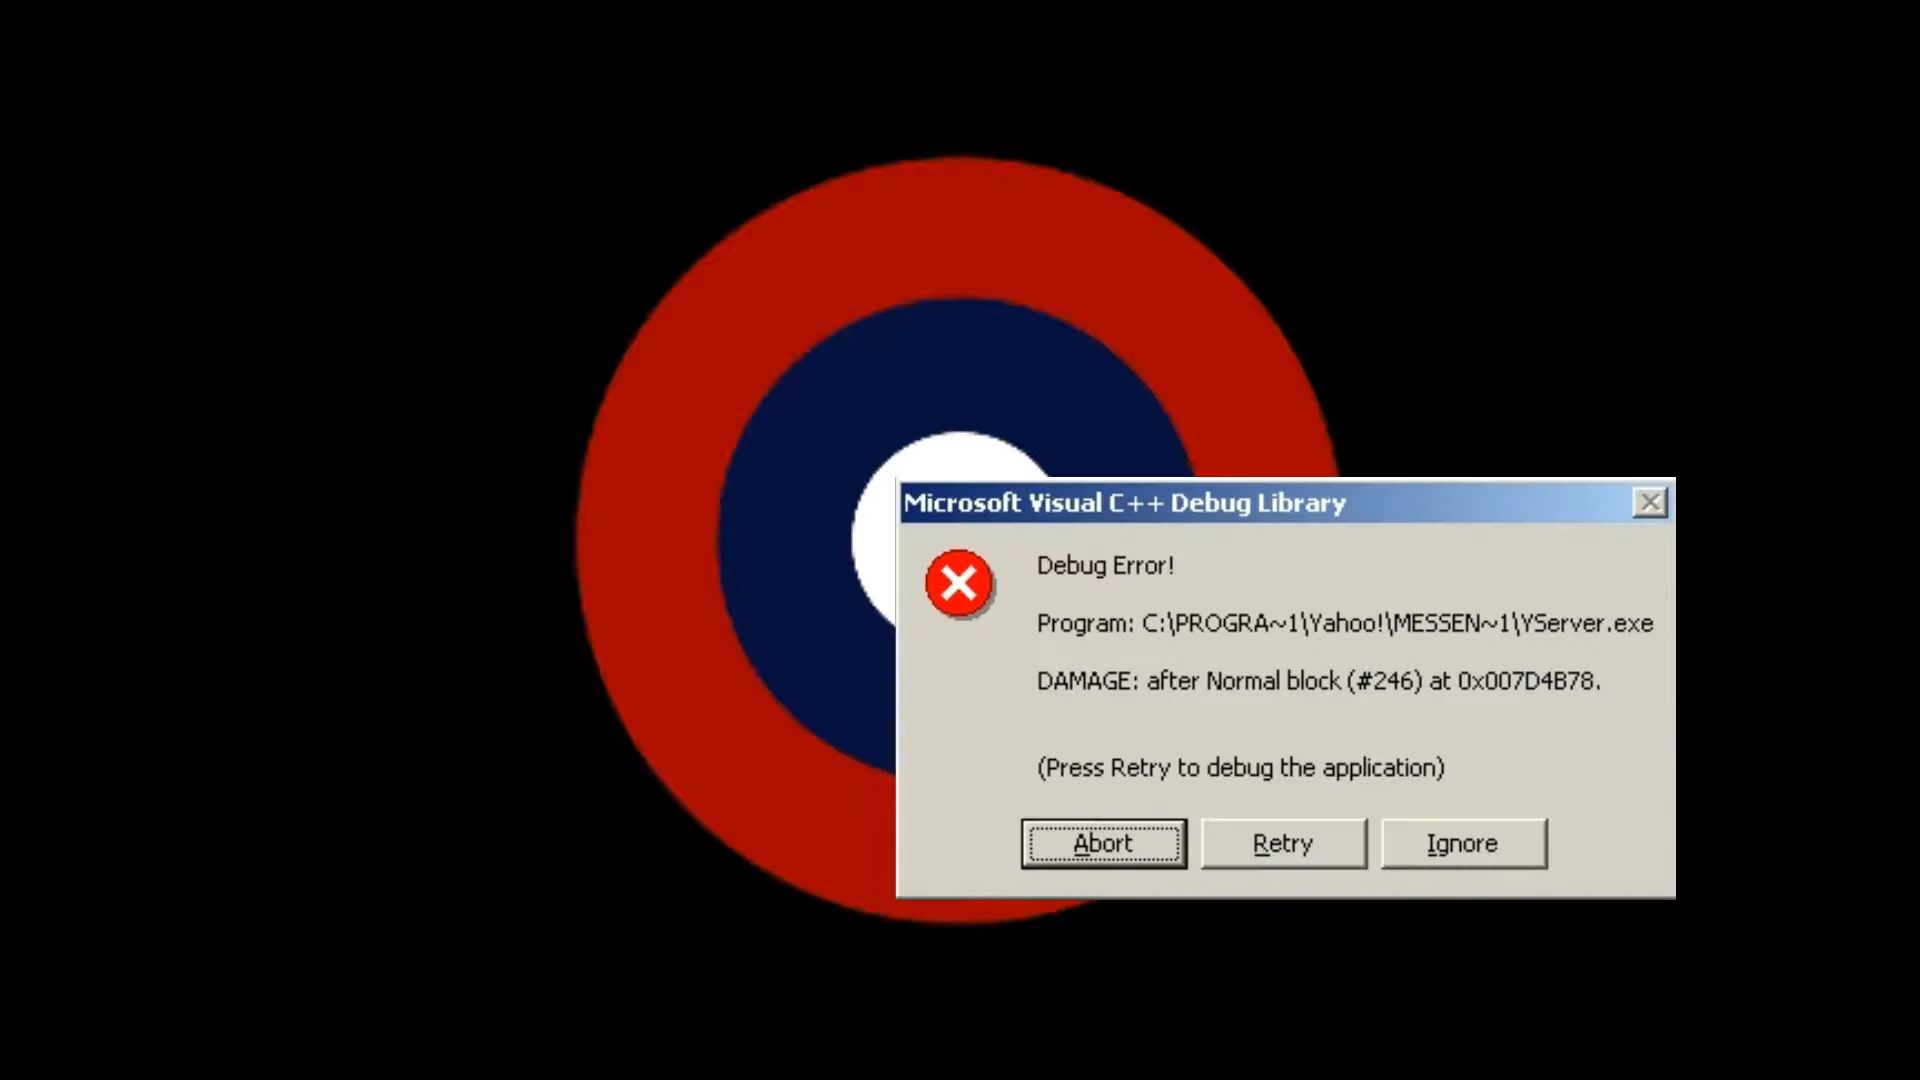 Microsoft Visual C++ Debug Library
Debug Error!
Program: C:\PROGRA~1\Yahoo!\MESSEN~1\YServer.exe
DAMAGE: after Normal block (#246) at 0x007D4B78.
(Press Retry to debug the application)
Abort Retry Ignore